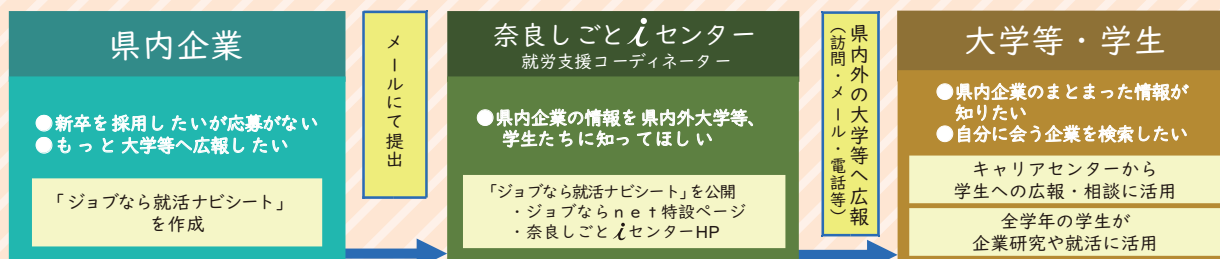 県内企業
●新卒を採用したいが応募がない
●もっと大学等へ広報したい
「ジョブなら就活ナビシート」
を作成
メールにて提出
奈良しごとiセンター
就労支援コーディネーター
●県内企業の情報を県内外大学等、
学生たちに知ってほしい
「ジョブなら就活ナビシート」を公開
・ジョブならnet特設ページ
・奈良しごとiセンターHP
県内外の大学等へ広報
(訪問・メール・電話等)
大学等・学生
●県内企業のまとまった情報が
知りたい
●自分に会う企業を検索したい
キャリアセンターから
学生への広報・相談に活用
全学年の学生が
企業研究や就活に活用